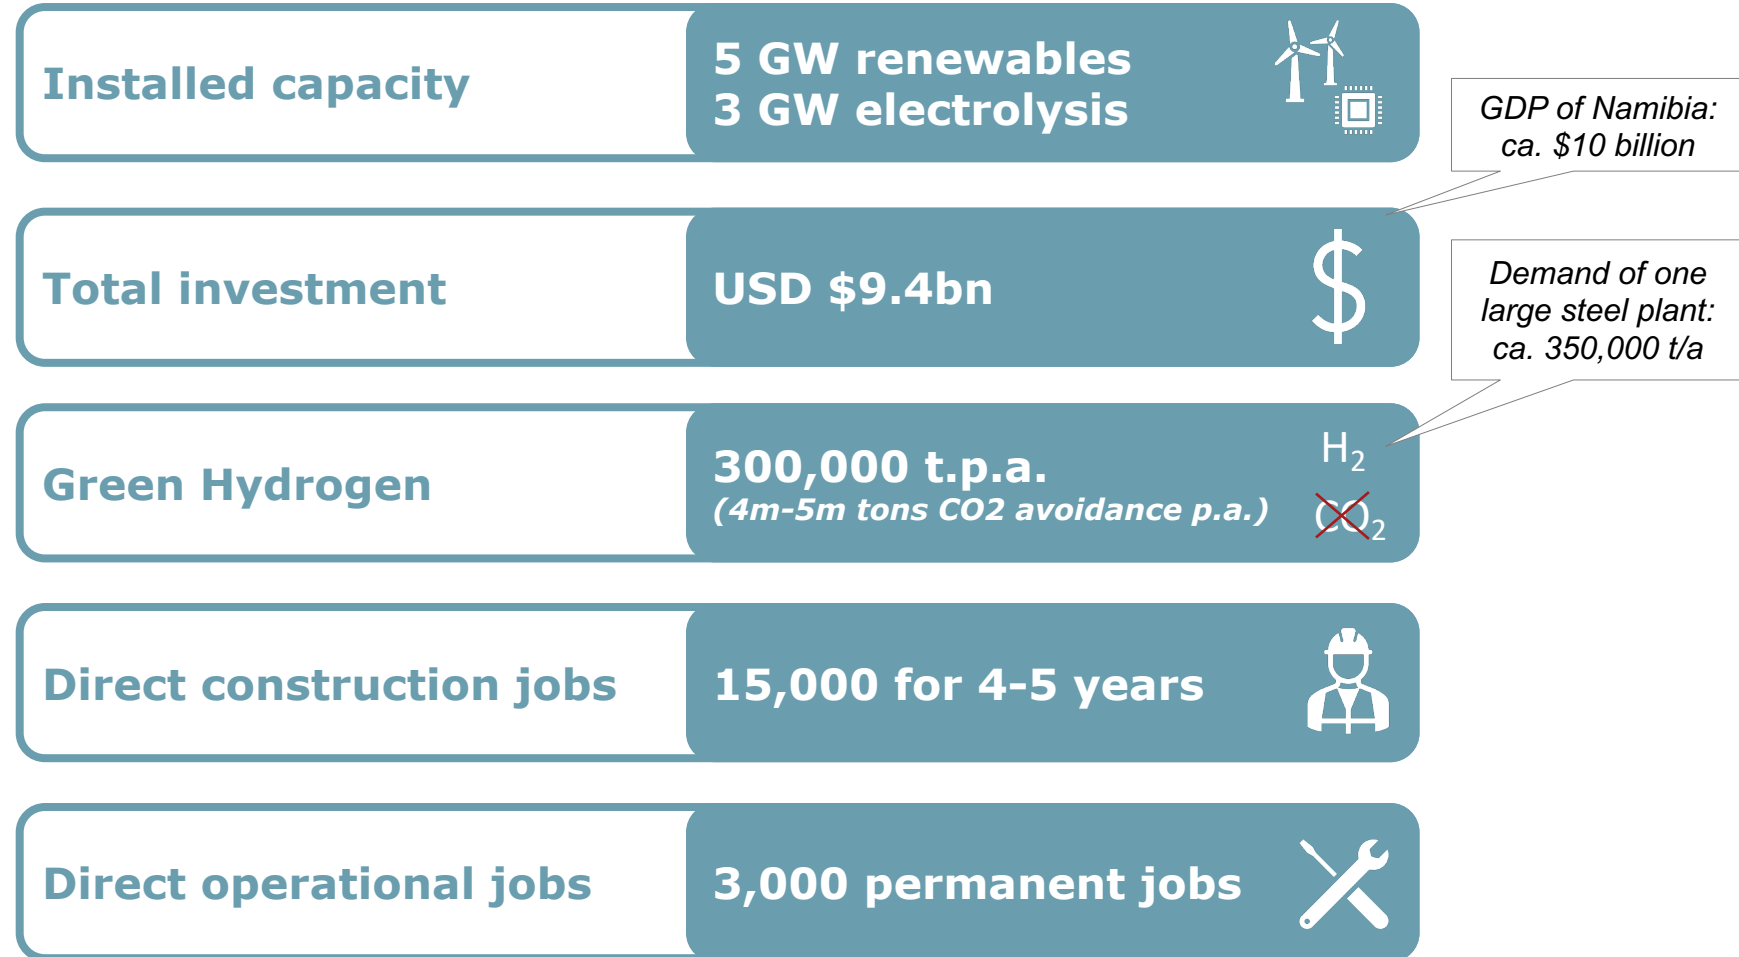 Installed capacity
5 GW renewables
3 GW electrolysis
GDP of Namibia:
ca. $10 billion
Total investment
USD $9.4bn
$
Demand of one
large steel plant:
ca. 350,000 t/a
Green Hydrogen
300,000 t.p.a.
(4m-5m tons CO2 avoidance p.a.)
H₂
CO₂
Direct construction jobs
15,000 for 4-5 years
Direct operational jobs
3,000 permanent jobs